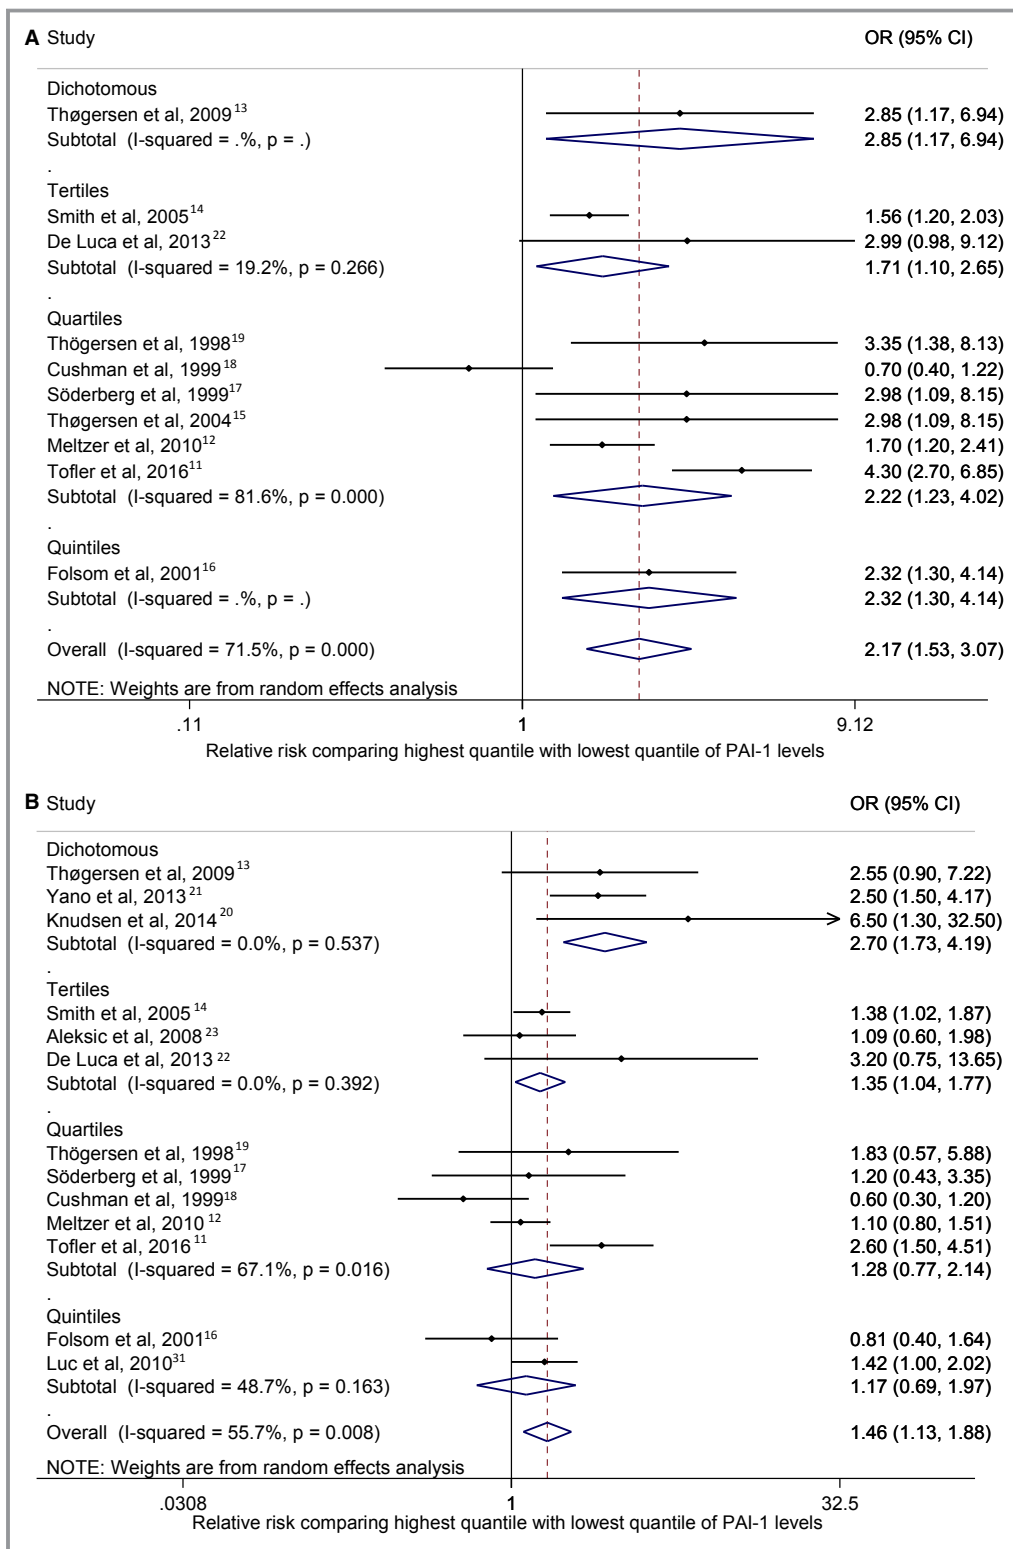 A Study OR (95% CI)
Dichotomous
Thøgersen et al, 2009 13 2.85 (1.17, 6.94)
Subtotal (I-squared = .%, p = .) 2.85 (1.17, 6.94)
.
Tertiles
Smith et al, 2005 14 1.56 (1.20, 2.03)
De Luca et al, 2013 22 2.99 (0.98, 9.12)
Subtotal (I-squared = 19.2%, p = 0.266) 1.71 (1.10, 2.65)
.
Quartiles
Thögersen et al, 1998 19 3.35 (1.38, 8.13)
Cushman et al, 1999 18 0.70 (0.40, 1.22)
Söderberg et al, 1999 17 2.98 (1.09, 8.15)
Thøgersen et al, 2004 15 2.98 (1.09, 8.15)
Meltzer et al, 2010 12 1.70 (1.20, 2.41)
Tofler et al, 2016 11 4.30 (2.70, 6.85)
Subtotal (I-squared = 81.6%, p = 0.000) 2.22 (1.23, 4.02)
.
Quintiles
Folsom et al, 2001 16 2.32 (1.30, 4.14)
Subtotal (I-squared = .%, p = .) 2.32 (1.30, 4.14)
.
Overall (I-squared = 71.5%, p = 0.000) 2.17 (1.53, 3.07)
NOTE: Weights are from random effects analysis
.11 1 9.12
Relative risk comparing highest quantile with lowest quantile of PAI-1 levels
B Study OR (95% CI)
Dichotomous
Thøgersen et al, 2009 13 2.55 (0.90, 7.22)
Yano et al, 2013 21 2.50 (1.50, 4.17)
Knudsen et al, 2014 20 6.50 (1.30, 32.50)
Subtotal (I-squared = 0.0%, p = 0.537) 2.70 (1.73, 4.19)
.
Tertiles
Smith et al, 2005 14 1.38 (1.02, 1.87)
Aleksic et al, 2008 23 1.09 (0.60, 1.98)
De Luca et al, 2013 22 3.20 (0.75, 13.65)
Subtotal (I-squared = 0.0%, p = 0.392) 1.35 (1.04, 1.77)
.
Quartiles
Thögersen et al, 1998 19 1.83 (0.57, 5.88)
Söderberg et al, 1999 17 1.20 (0.43, 3.35)
Cushman et al, 1999 18 0.60 (0.30, 1.20)
Meltzer et al, 2010 12 1.10 (0.80, 1.51)
Tofler et al, 2016 11 2.60 (1.50, 4.51)
Subtotal (I-squared = 67.1%, p = 0.016) 1.28 (0.77, 2.14)
.
Quintiles
Folsom et al, 2001 16 0.81 (0.40, 1.64)
Luc et al, 2010 31 1.42 (1.00, 2.02)
Subtotal (I-squared = 48.7%, p = 0.163) 1.17 (0.69, 1.97)
.
Overall (I-squared = 55.7%, p = 0.008) 1.46 (1.13, 1.88)
NOTE: Weights are from random effects analysis
.0308 1 32.5
Relative risk comparing highest quantile with lowest quantile of PAI-1 levels